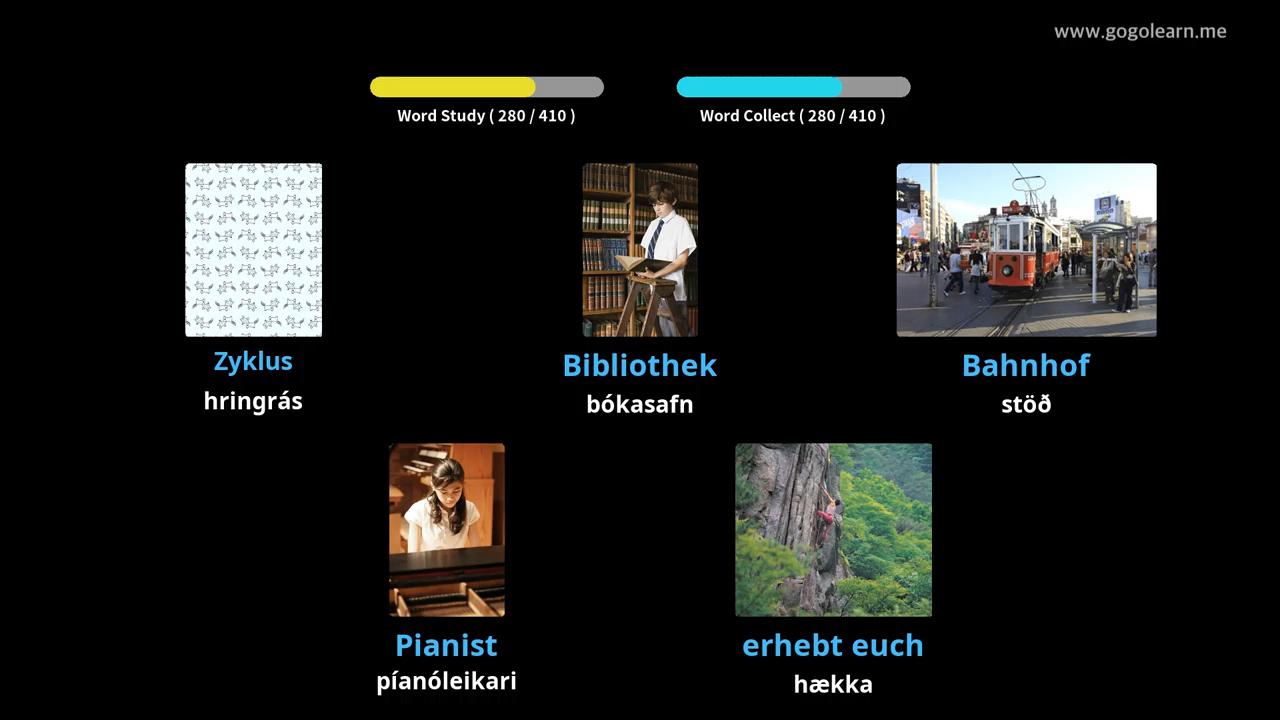 www.gogolearn.me
Word Study ( 280 / 410 )
Word Collect ( 280 / 410 )
Zyklus
hringrás
Bibliothek
bókasafn
Bahnhof
stöð
Pianist
píanóleikari
erhebt euch
hækka